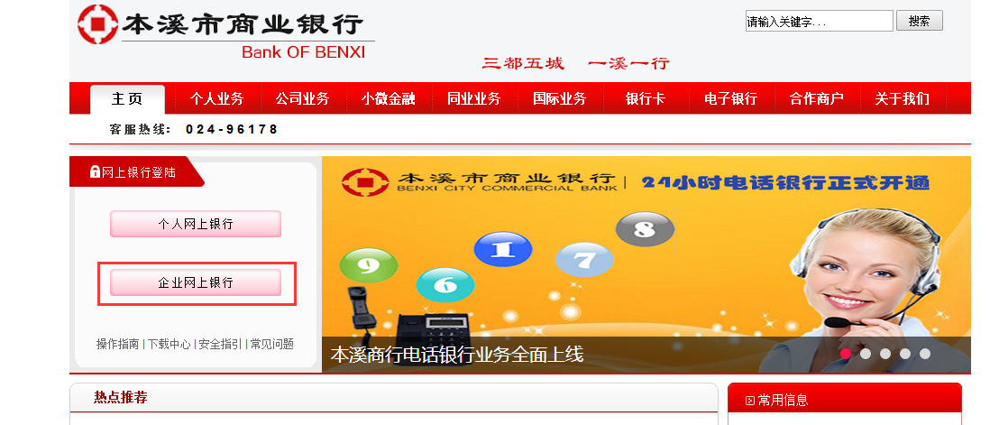 本溪市商业银行
Bank OF BENXI
请输入关键字...
搜索
三都五城 一溪一行
主页 个人业务 公司业务 小微金融 同业业务 国际业务 银行卡 电子银行 合作商户 关于我们
客服热线: 024-96178
网上银行登陆
个人网上银行
企业网上银行
操作指南 | 下载中心 | 安全指引 | 常见问题
本溪市商业银行
BENXI CITY COMMERCIAL BANK
24小时电话银行正式开通
9 6 1 7 8
本溪商行电话银行业务全面上线
热点推荐
常用信息